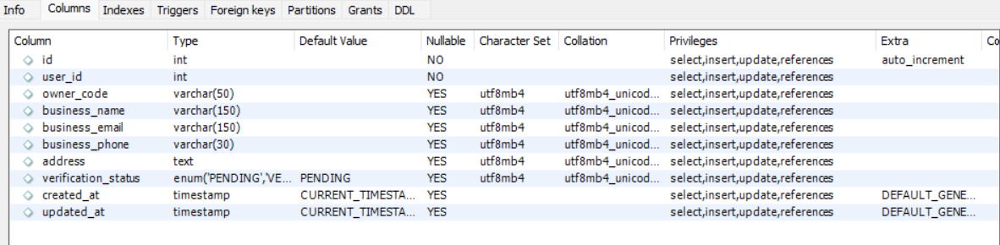 Info Columns Indexes Triggers Foreign keys Partitions Grants DDL
Column Type Default Value Nullable Character Set Collation Privileges Extra Co
id int NO select,insert,update,references auto_increment
user_id int NO select,insert,update,references
owner_code varchar(50) YES utf8mb4 utf8mb4_unicod... select,insert,update,references
business_name varchar(150) YES utf8mb4 utf8mb4_unicod... select,insert,update,references
business_email varchar(150) YES utf8mb4 utf8mb4_unicod... select,insert,update,references
business_phone varchar(30) YES utf8mb4 utf8mb4_unicod... select,insert,update,references
address text YES utf8mb4 utf8mb4_unicod... select,insert,update,references
verification_status enum('PENDING','VE... PENDING YES utf8mb4 utf8mb4_unicod... select,insert,update,references
created_at timestamp CURRENT_TIMESTA... YES select,insert,update,references DEFAULT_GENE...
updated_at timestamp CURRENT_TIMESTA... YES select,insert,update,references DEFAULT_GENE...